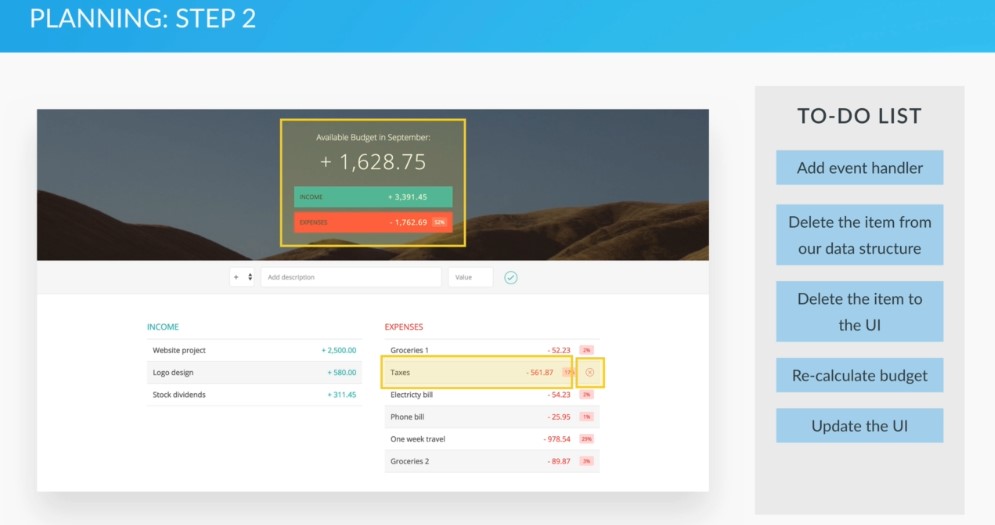 PLANNING: STEP 2
Available Budget in September:
+ 1,628.75
INCOME + 3,391.45
EXPENSES - 1,762.69 52%
+ Add description Value
INCOME
Website project + 2,500.00
Logo design + 580.00
Stock dividends + 311.45
EXPENSES
Groceries 1 - 52.23 2%
Taxes - 561.87
Electricty bill - 54.23 2%
Phone bill - 25.95 1%
One week travel - 978.54 29%
Groceries 2 - 89.87 3%
TO-DO LIST
Add event handler
Delete the item from
our data structure
Delete the item to
the UI
Re-calculate budget
Update the UI